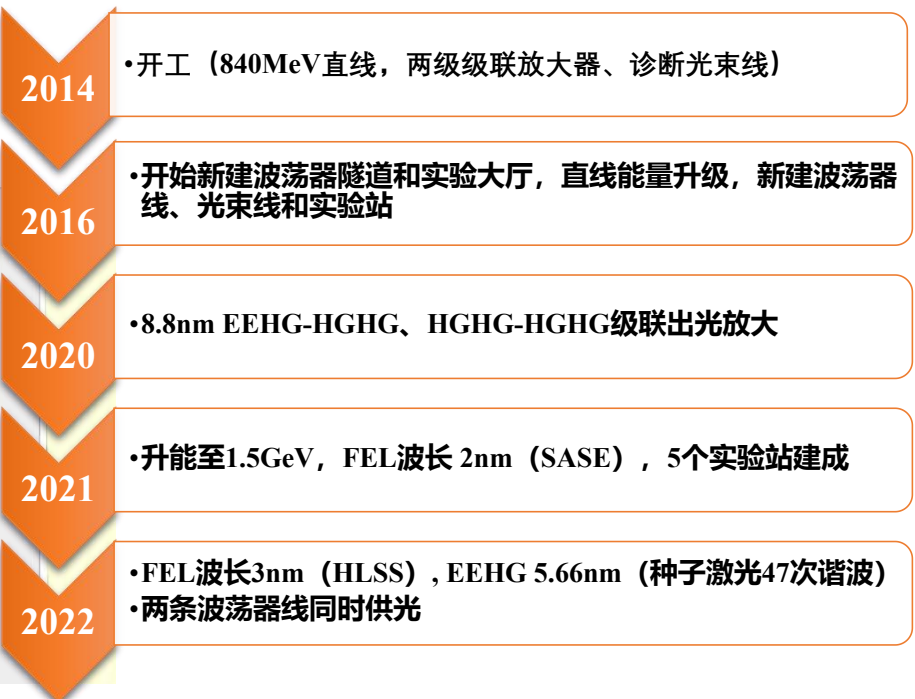 2014
•开工（840MeV直线，两级级联放大器、诊断光束线）
2016
•开始新建波荡器隧道和实验大厅，直线能量升级，新建波荡器
线、光束线和实验站
2020
•8.8nm EEHG-HGHG、HGHG-HGHG级联出光放大
2021
•升能至1.5GeV，FEL波长 2nm（SASE），5个实验站建成
2022
•FEL波长3nm（HLSS）, EEHG 5.66nm（种子激光47次谐波）
•两条波荡器线同时供光